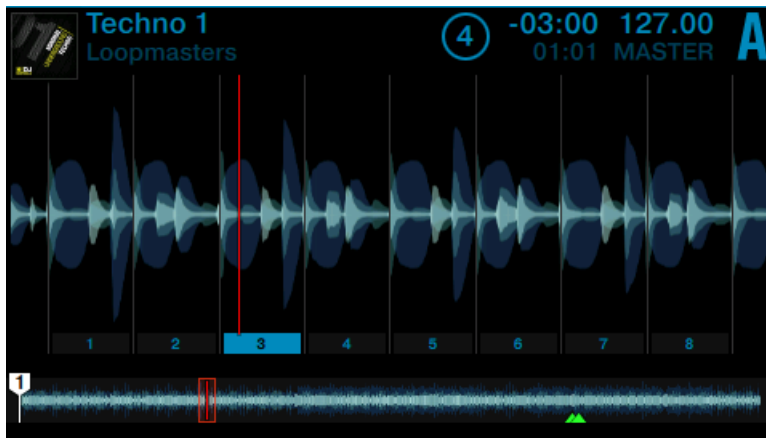 Techno 1
Loopmasters
4
-03:00 127.00
01:01 MASTER
A
1 2 3 4 5 6 7 8
1